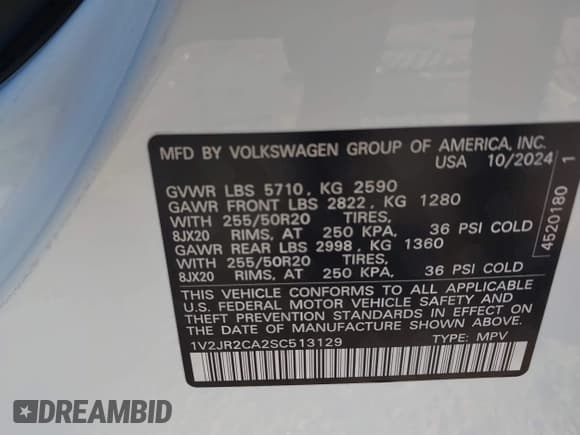 MFD BY VOLKSWAGEN GROUP OF AMERICA, INC.
USA 10/2024
GVWR LBS 5710 , KG 2590
GAWR FRONT LBS 2822 , KG 1280
WITH 255/50R20 TIRES,
8JX20 RIMS, AT 250 KPA, 36 PSI COLD
GAWR REAR LBS 2998 , KG 1360
WITH 255/50R20 TIRES,
8JX20 RIMS, AT 250 KPA, 36 PSI COLD
THIS VEHICLE CONFORMS TO ALL APPLICABLE
U.S. FEDERAL MOTOR VEHICLE SAFETY AND
THEFT PREVENTION STANDARDS IN EFFECT ON
THE DATE OF MANUFACTURE SHOWN ABOVE.
1V2JR2CA2SC513129 TYPE: MPV
4520180 1
DREAMBID